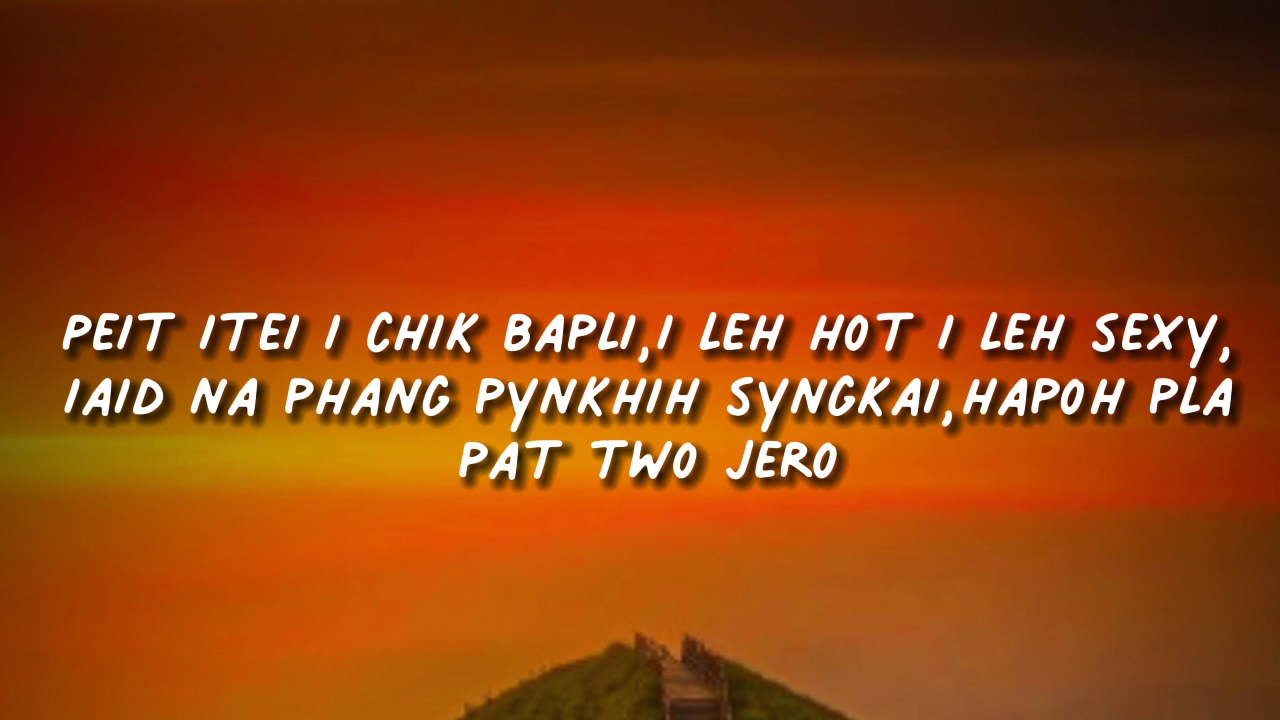 PEIT ITEI I CHIK BAPLI,I LEH HOT I LEH SEXY,
IAID NA PHANG PYNKHIH SYNGKAI,HAPOH PLA
PAT TWO JERO